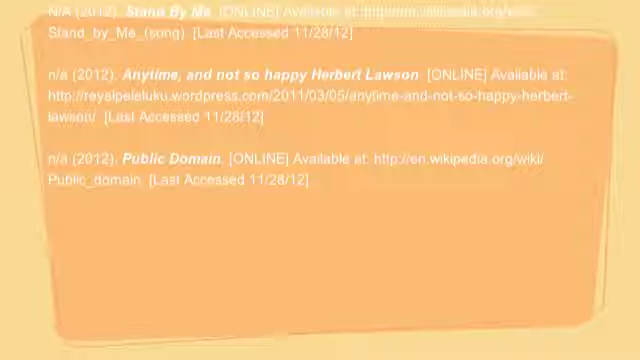 N/A (2012). Stand By Me. [ONLINE] Available at:
Stand_by_Me_(song). [Last Accessed 11/28/12]
n/a (2012). Anytime, and not so happy Herbert Lawson. [ONLINE] Available at:
http://reyalpeleluku.wordpress.com/2011/03/05/anytime-and-not-so-happy-herbert-
lawson/. [Last Accessed 11/28/12]
n/a (2012). Public Domain. [ONLINE] Available at: http://en.wikipedia.org/wiki/
Public_domain. [Last Accessed 11/28/12]